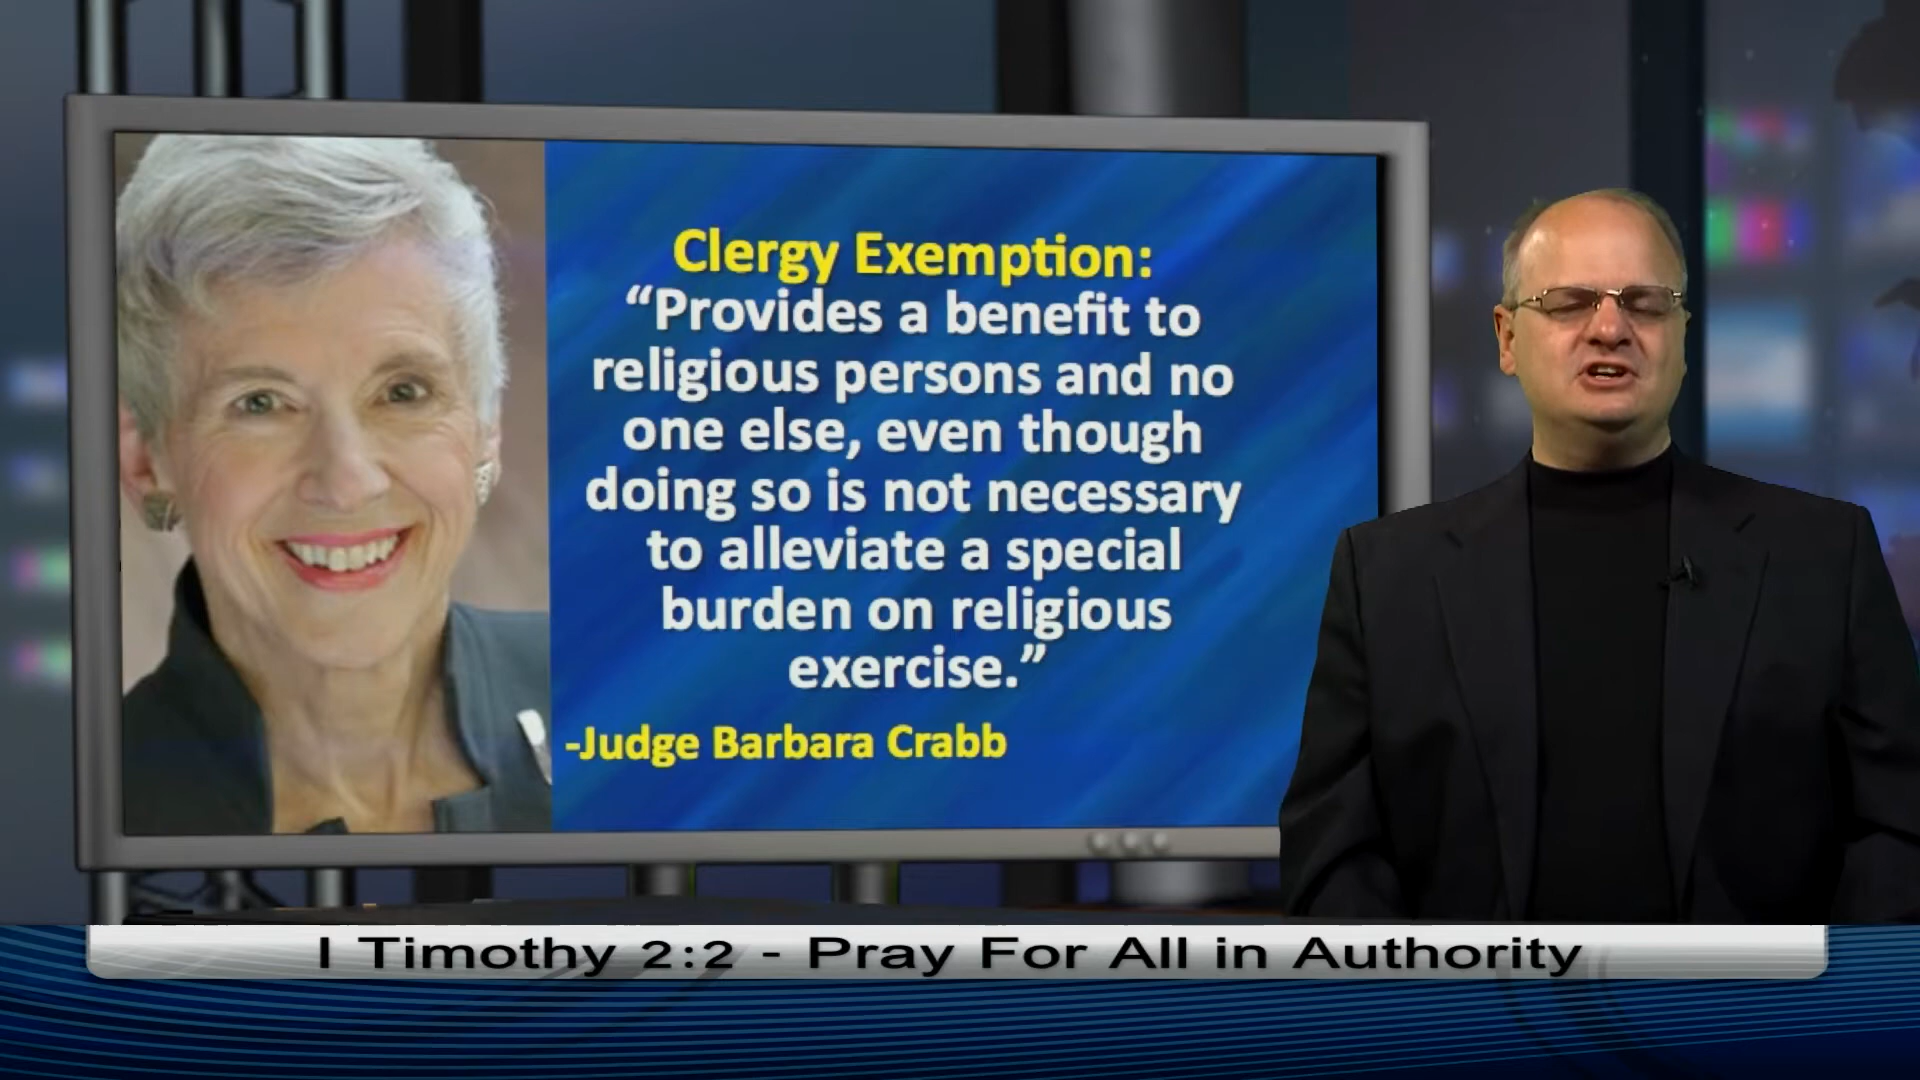 Clergy Exemption:
“Provides a benefit to
religious persons and no
one else, even though
doing so is not necessary
to alleviate a special
burden on religious
exercise.”
-Judge Barbara Crabb
I Timothy 2:2 - Pray For All in Authority